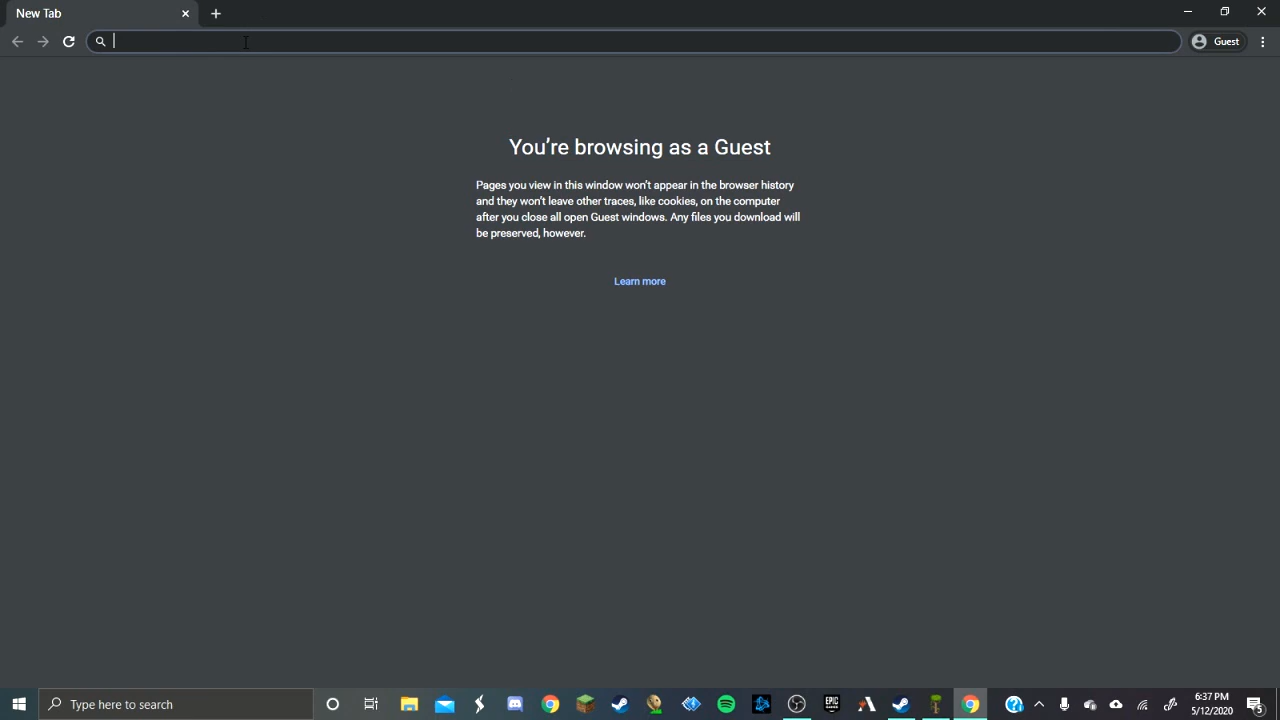 New Tab
Guest
You're browsing as a Guest
Pages you view in this window won't appear in the browser history
and they won't leave other traces, like cookies, on the computer
after you close all open Guest windows. Any files you download will
be preserved, however.
Learn more
Type here to search
EPIC
6:37 PM
5/12/2020
5